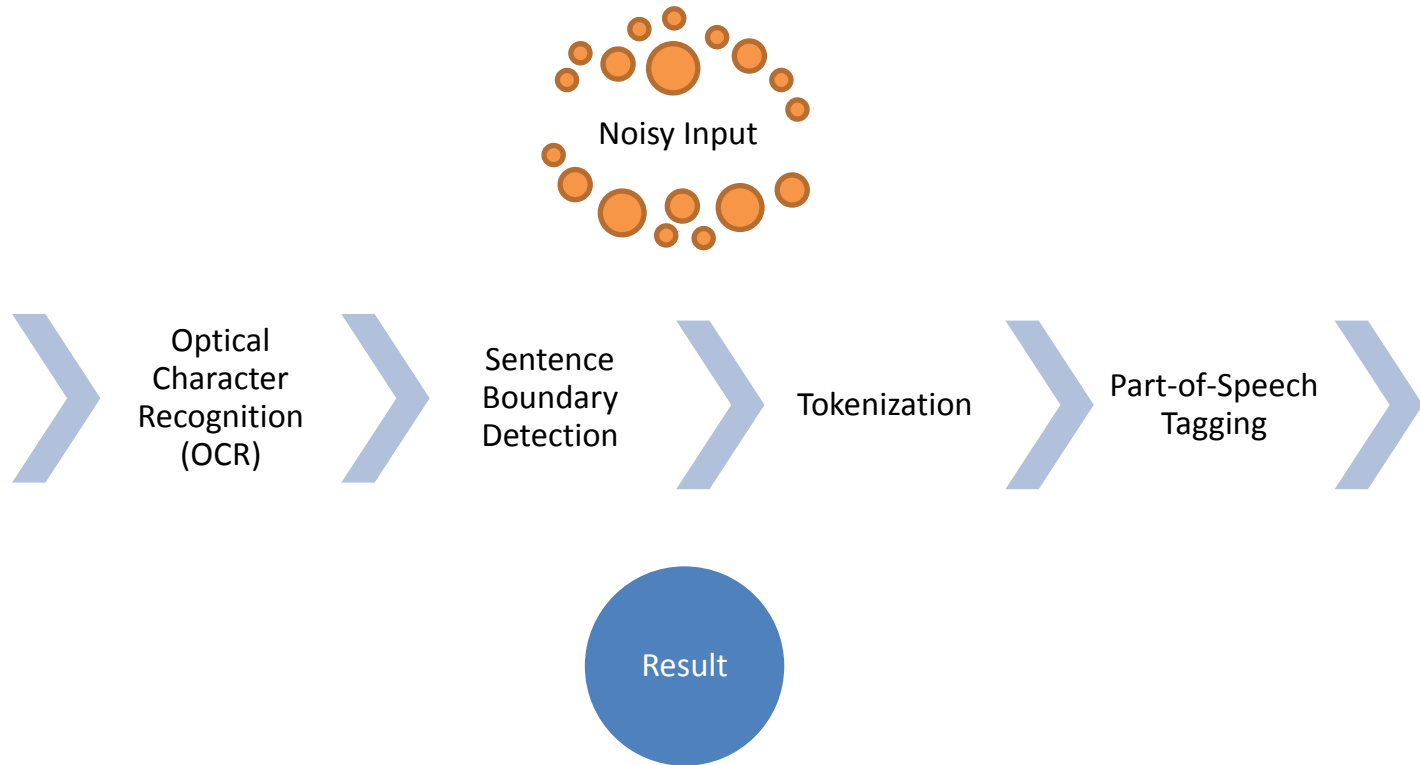 Noisy Input
Optical
Character
Recognition
(OCR)
Sentence
Boundary
Detection
Tokenization
Part-of-Speech
Tagging
Result